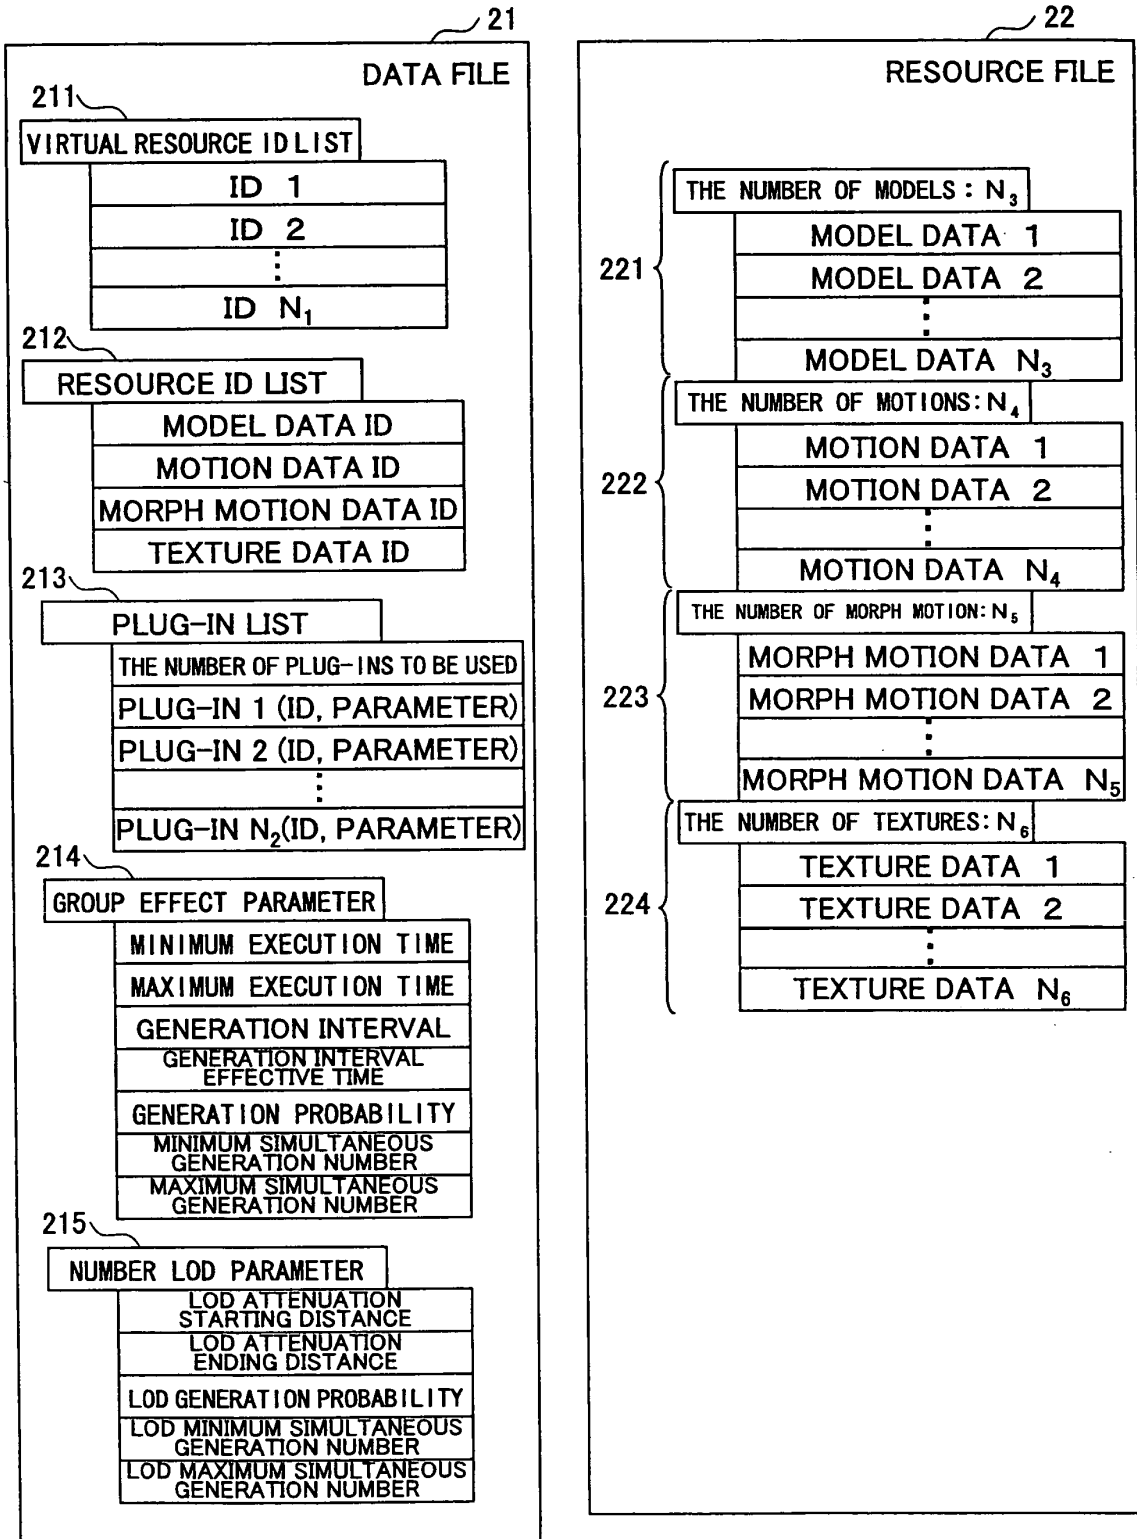 21
DATA FILE
211
VIRTUAL RESOURCE ID LIST
ID 1
ID 2
⋮
ID N₁
212
RESOURCE ID LIST
MODEL DATA ID
MOTION DATA ID
MORPH MOTION DATA ID
TEXTURE DATA ID
213
PLUG-IN LIST
THE NUMBER OF PLUG-INS TO BE USED
PLUG-IN 1 (ID, PARAMETER)
PLUG-IN 2 (ID, PARAMETER)
⋮
PLUG-IN N₂(ID, PARAMETER)
214
GROUP EFFECT PARAMETER
MINIMUM EXECUTION TIME
MAXIMUM EXECUTION TIME
GENERATION INTERVAL
GENERATION INTERVAL
EFFECTIVE TIME
GENERATION PROBABILITY
MINIMUM SIMULTANEOUS
GENERATION NUMBER
MAXIMUM SIMULTANEOUS
GENERATION NUMBER
215
NUMBER LOD PARAMETER
LOD ATTENUATION
STARTING DISTANCE
LOD ATTENUATION
ENDING DISTANCE
LOD GENERATION PROBABILITY
LOD MINIMUM SIMULTANEOUS
GENERATION NUMBER
LOD MAXIMUM SIMULTANEOUS
GENERATION NUMBER
22
RESOURCE FILE
221
THE NUMBER OF MODELS : N₃
MODEL DATA 1
MODEL DATA 2
⋮
MODEL DATA N₃
222
THE NUMBER OF MOTIONS: N₄
MOTION DATA 1
MOTION DATA 2
⋮
MOTION DATA N₄
223
THE NUMBER OF MORPH MOTION: N₅
MORPH MOTION DATA 1
MORPH MOTION DATA 2
⋮
MORPH MOTION DATA N₅
224
THE NUMBER OF TEXTURES: N₆
TEXTURE DATA 1
TEXTURE DATA 2
⋮
TEXTURE DATA N₆